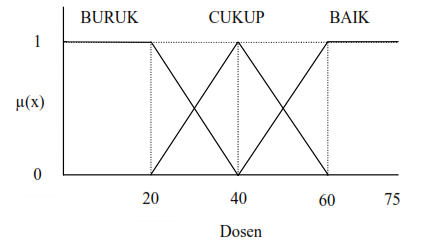 BURUK CUKUP BAIK
1
μ(x)
0
20 40 60 75
Dosen